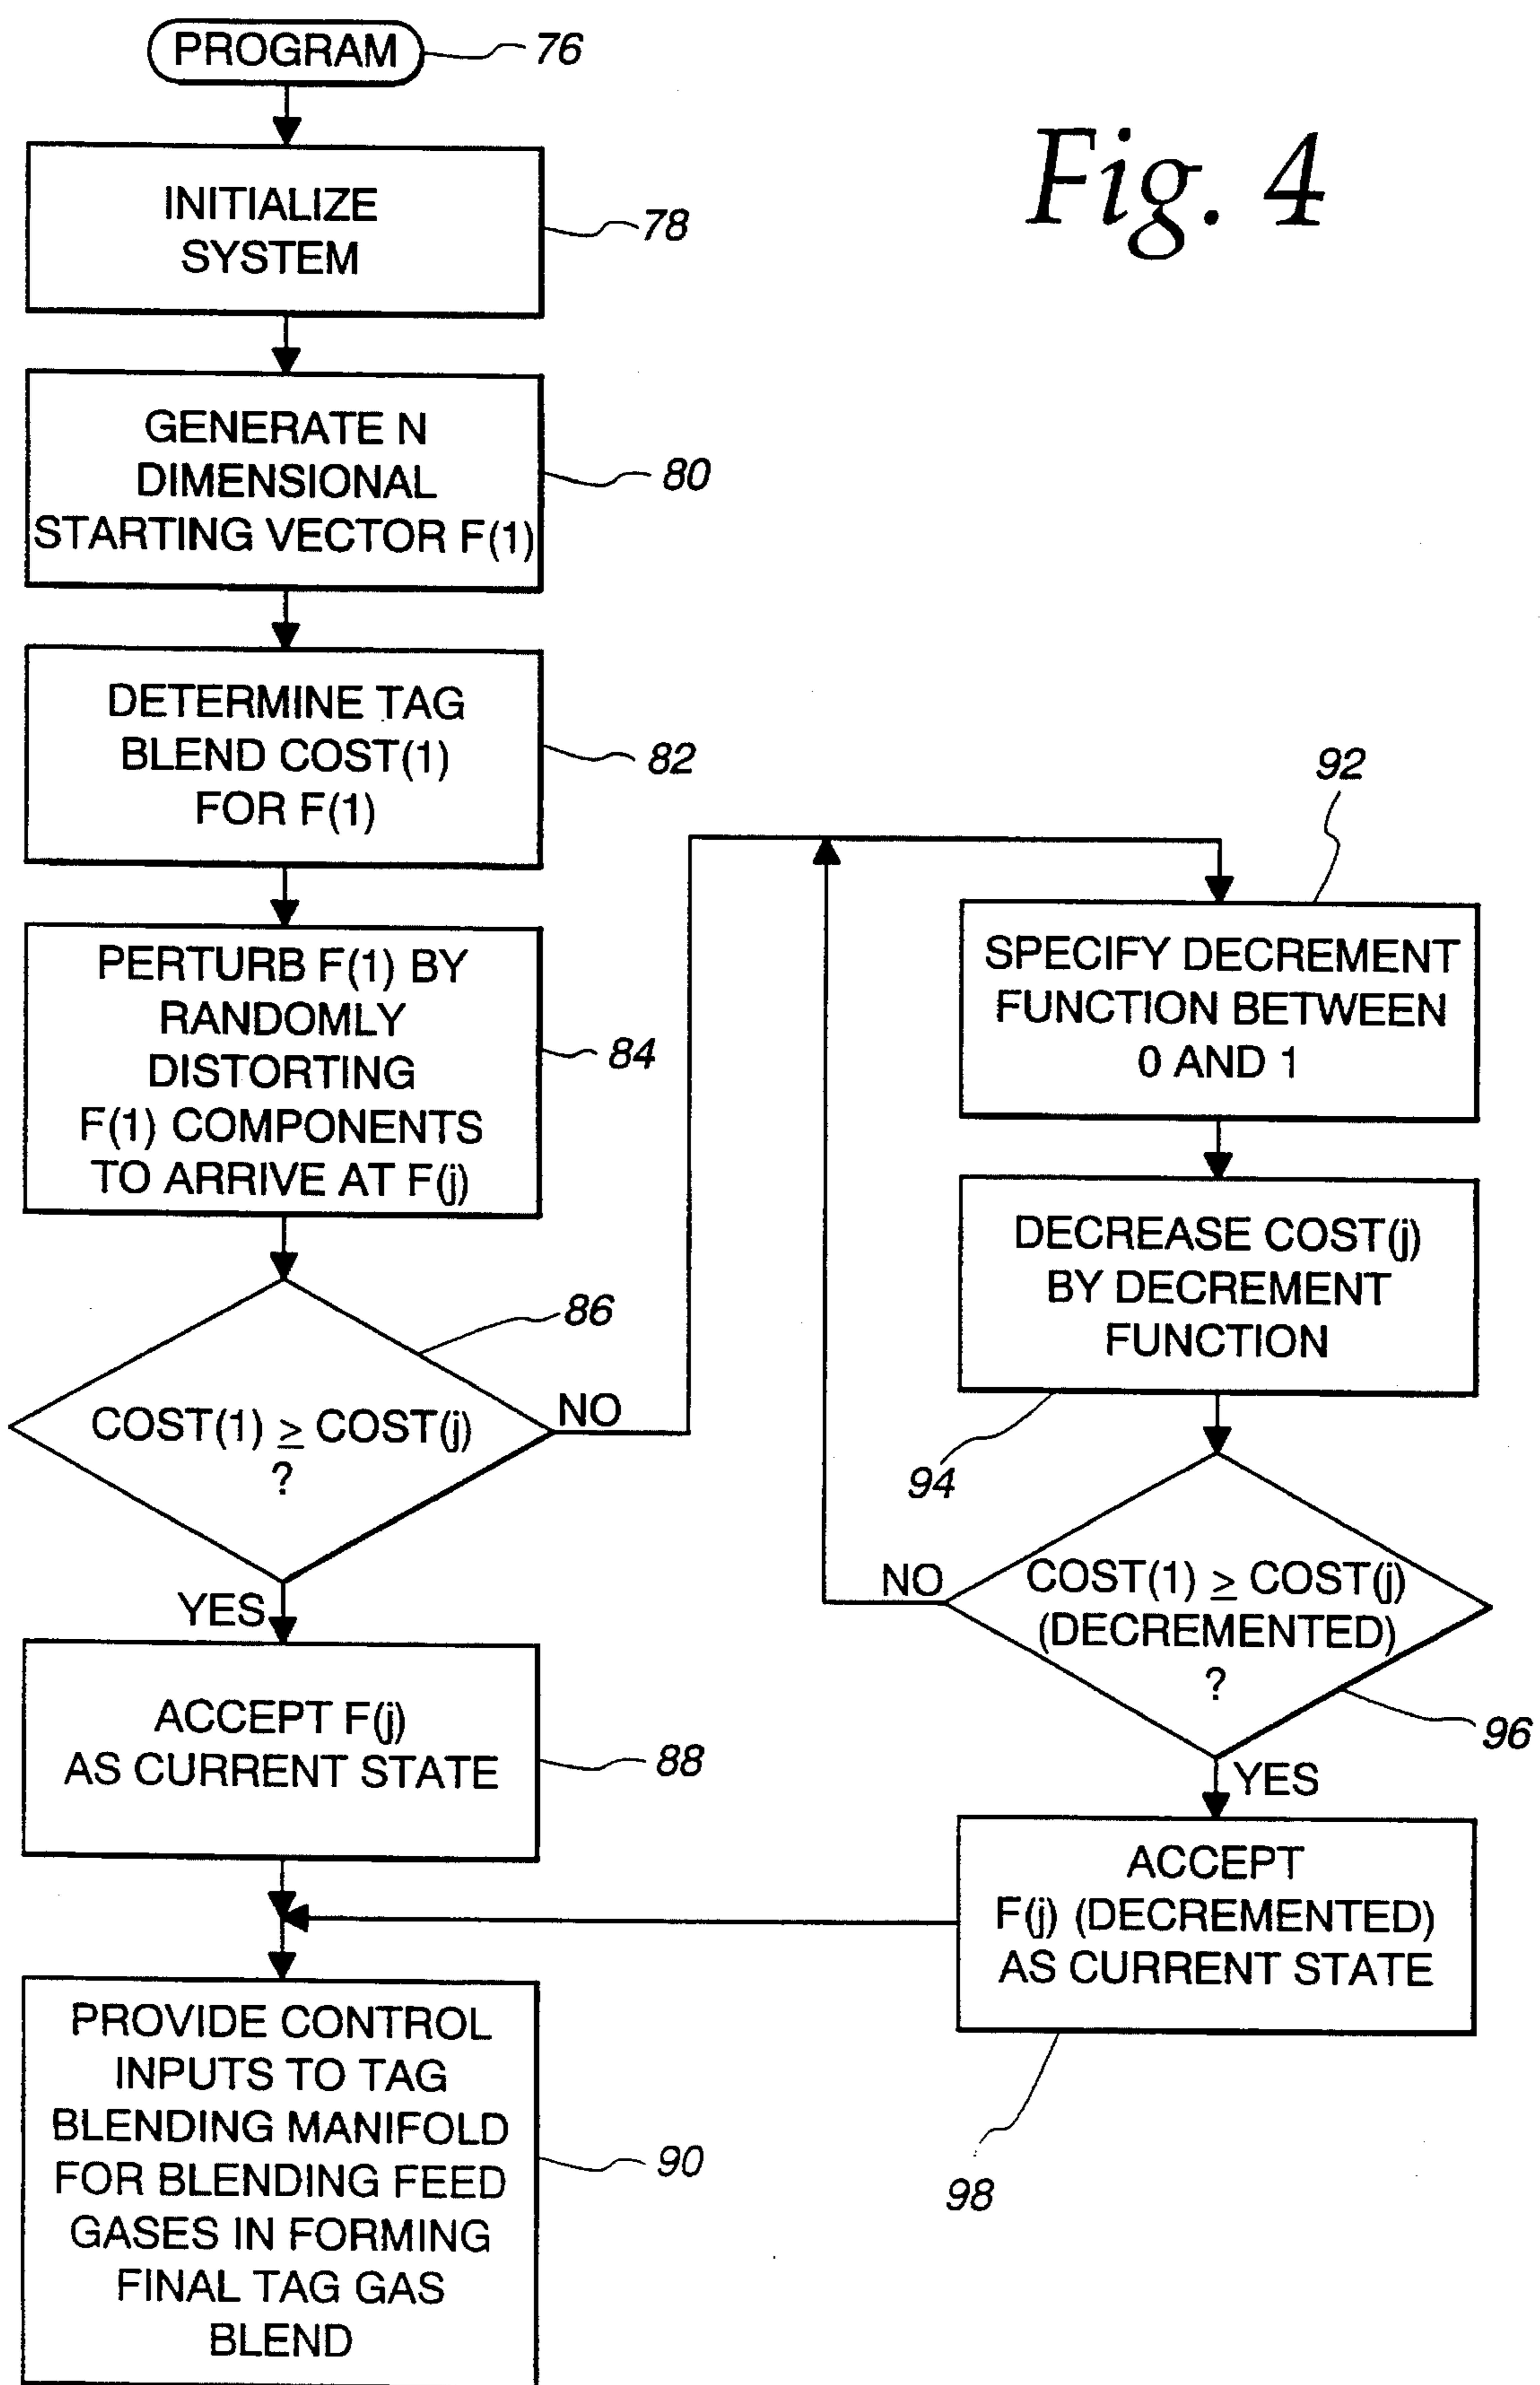 PROGRAM
76
Fig. 4
INITIALIZE
SYSTEM
78
GENERATE N
DIMENSIONAL
STARTING VECTOR F(1)
80
DETERMINE TAG
BLEND COST(1)
FOR F(1)
82
PERTURB F(1) BY
RANDOMLY
DISTORTING
F(1) COMPONENTS
TO ARRIVE AT F(j)
84
COST(1) ≥ COST(j)
?
86
NO
YES
ACCEPT F(j)
AS CURRENT STATE
88
PROVIDE CONTROL
INPUTS TO TAG
BLENDING MANIFOLD
FOR BLENDING FEED
GASES IN FORMING
FINAL TAG GAS
BLEND
90
92
SPECIFY DECREMENT
FUNCTION BETWEEN
0 AND 1
DECREASE COST(j)
BY DECREMENT
FUNCTION
94
NO
COST(1) ≥ COST(j)
(DECREMENTED)
?
96
YES
ACCEPT
F(j) (DECREMENTED)
AS CURRENT STATE
98